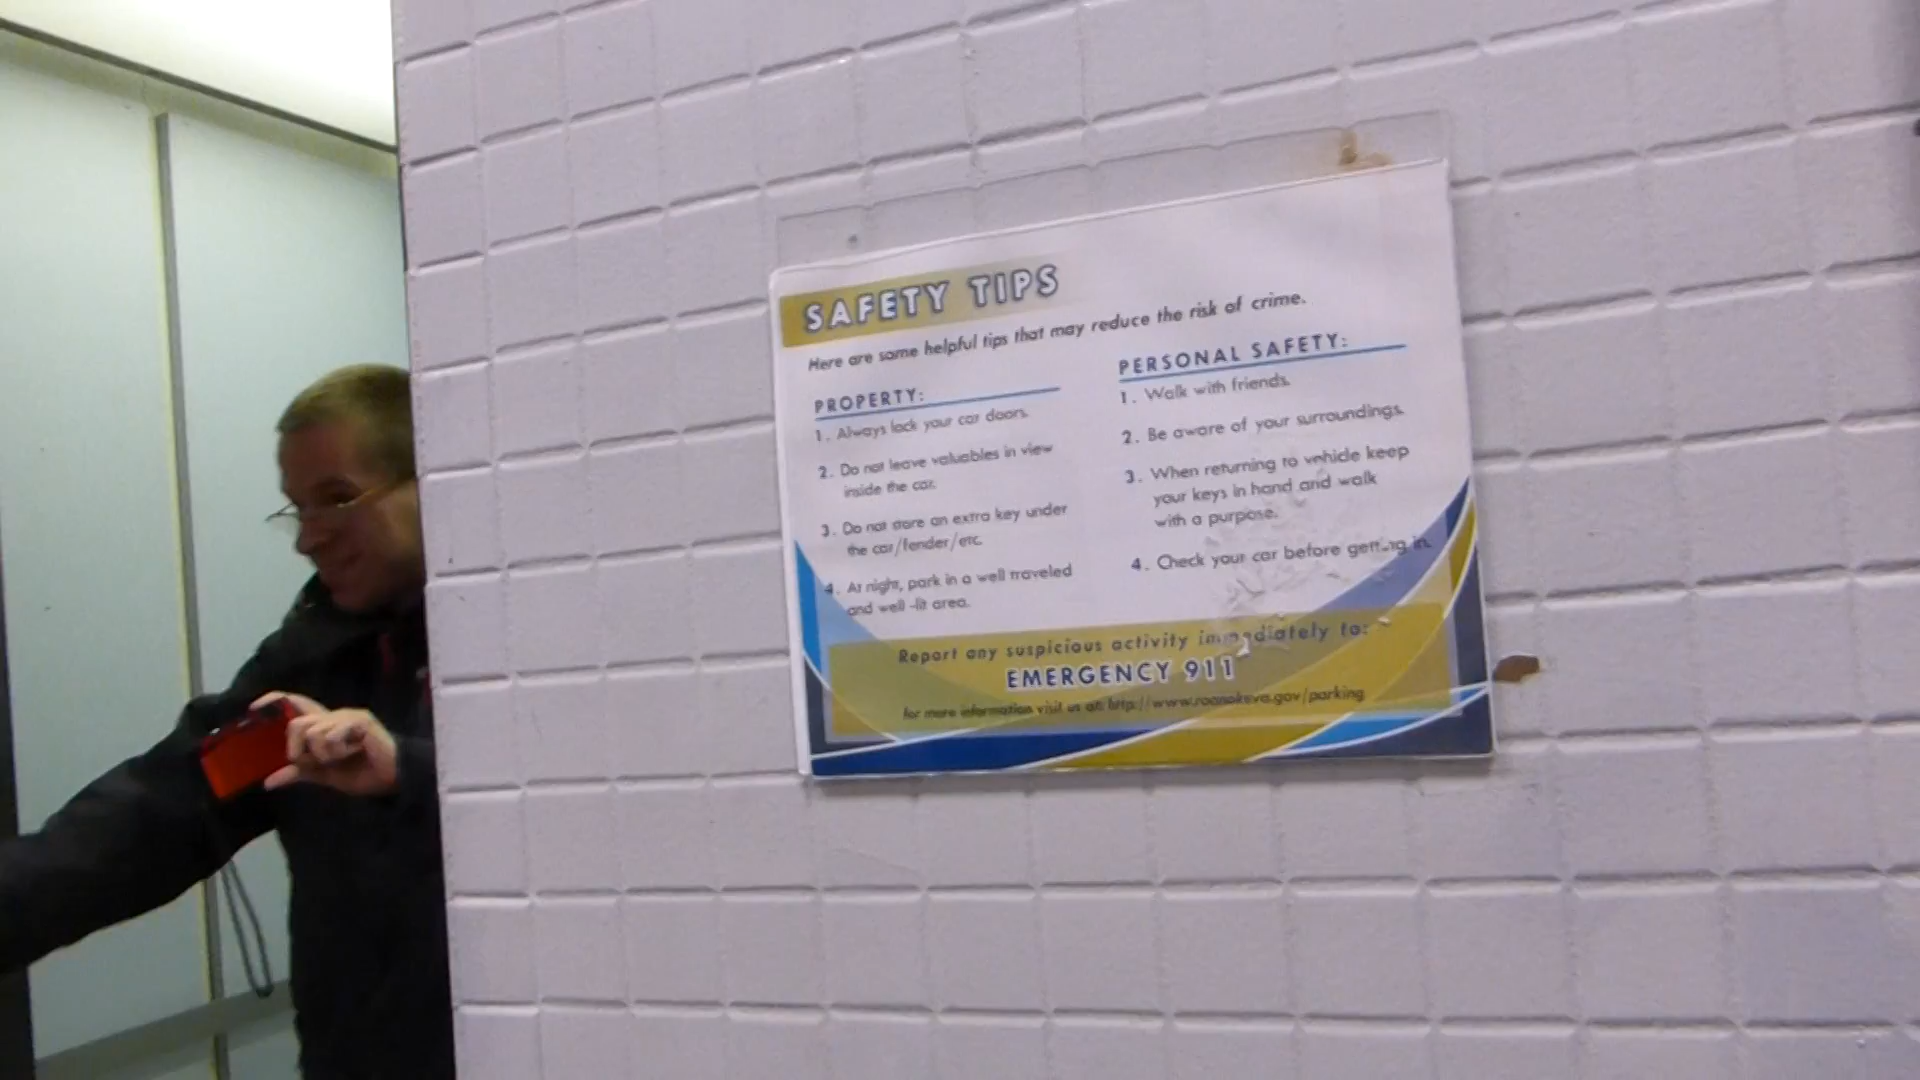 SAFETY TIPS
Here are some helpful tips that may reduce the risk of crime.
PROPERTY:
1. Always lock your car doors.
2. Do not leave valuables in view
inside the car.
3. Do not store an extra key under
the car/fender/etc.
4. At night, park in a well traveled
and well -lit area.
PERSONAL SAFETY:
1. Walk with friends.
2. Be aware of your surroundings.
3. When returning to vehicle keep
your keys in hand and walk
with a purpose.
4. Check your car before getting in.
Report any suspicious activity immediately to:
EMERGENCY 911
for more information visit us at: http://www.roanokeva.gov/parking